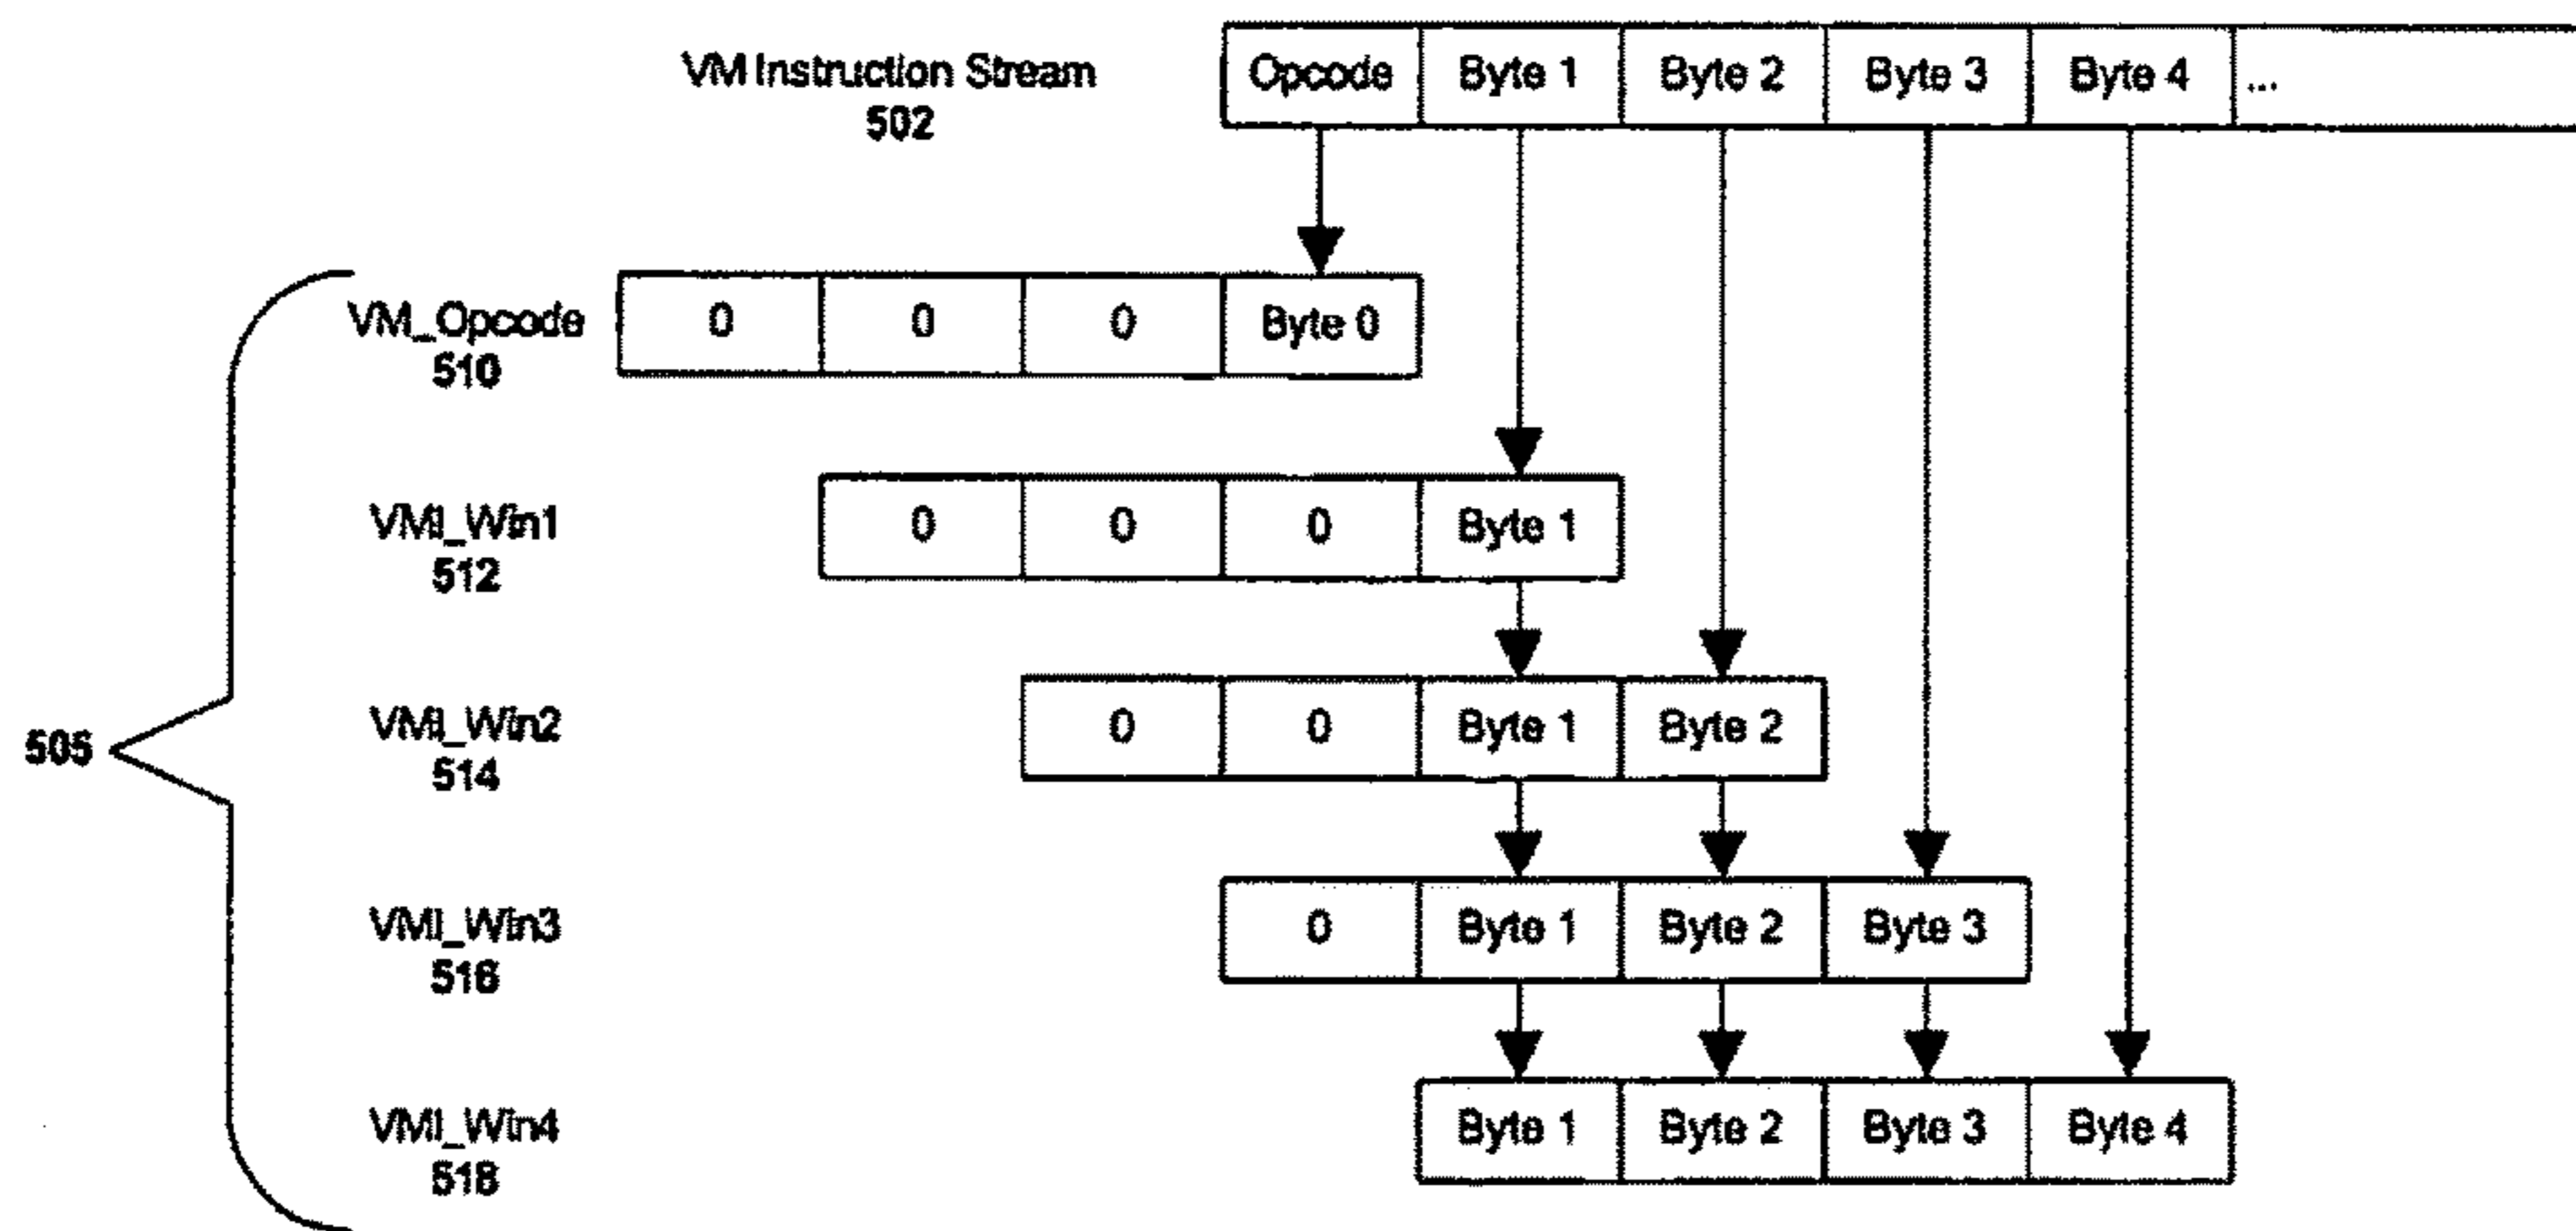 VM Instruction Stream
502
Opcode Byte 1 Byte 2 Byte 3 Byte 4 ...
VM_Opcode
510
0 0 0 Byte 0
VMI_Win1
512
0 0 0 Byte 1
505
VMI_Win2
514
0 0 Byte 1 Byte 2
VMI_Win3
516
0 Byte 1 Byte 2 Byte 3
VMI_Win4
518
Byte 1 Byte 2 Byte 3 Byte 4